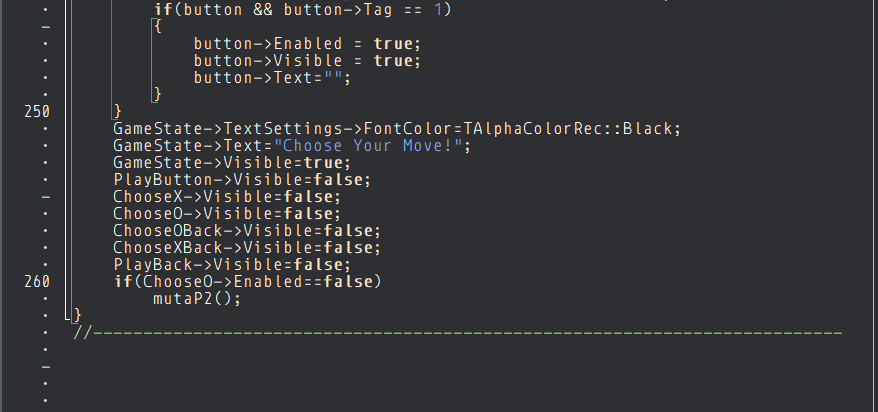 if(button && button->Tag == 1)
{
button->Enabled = true;
button->Visible = true;
button->Text="";
}
250 }
GameState->TextSettings->FontColor=TAlphaColorRec::Black;
GameState->Text="Choose Your Move!";
GameState->Visible=true;
PlayButton->Visible=false;
ChooseX->Visible=false;
ChooseO->Visible=false;
ChooseOBack->Visible=false;
ChooseXBack->Visible=false;
PlayBack->Visible=false;
260 if(ChooseO->Enabled==false)
mutaP2();
}
//---------------------------------------------------------------------------